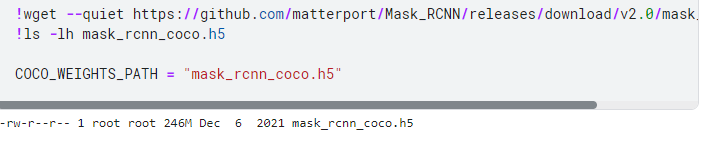 !wget --quiet https://github.com/matterport/Mask_RCNN/releases/download/v2.0/mask_
!ls -lh mask_rcnn_coco.h5
COCO_WEIGHTS_PATH = "mask_rcnn_coco.h5"
-rw-r--r-- 1 root root 246M Dec  6  2021 mask_rcnn_coco.h5